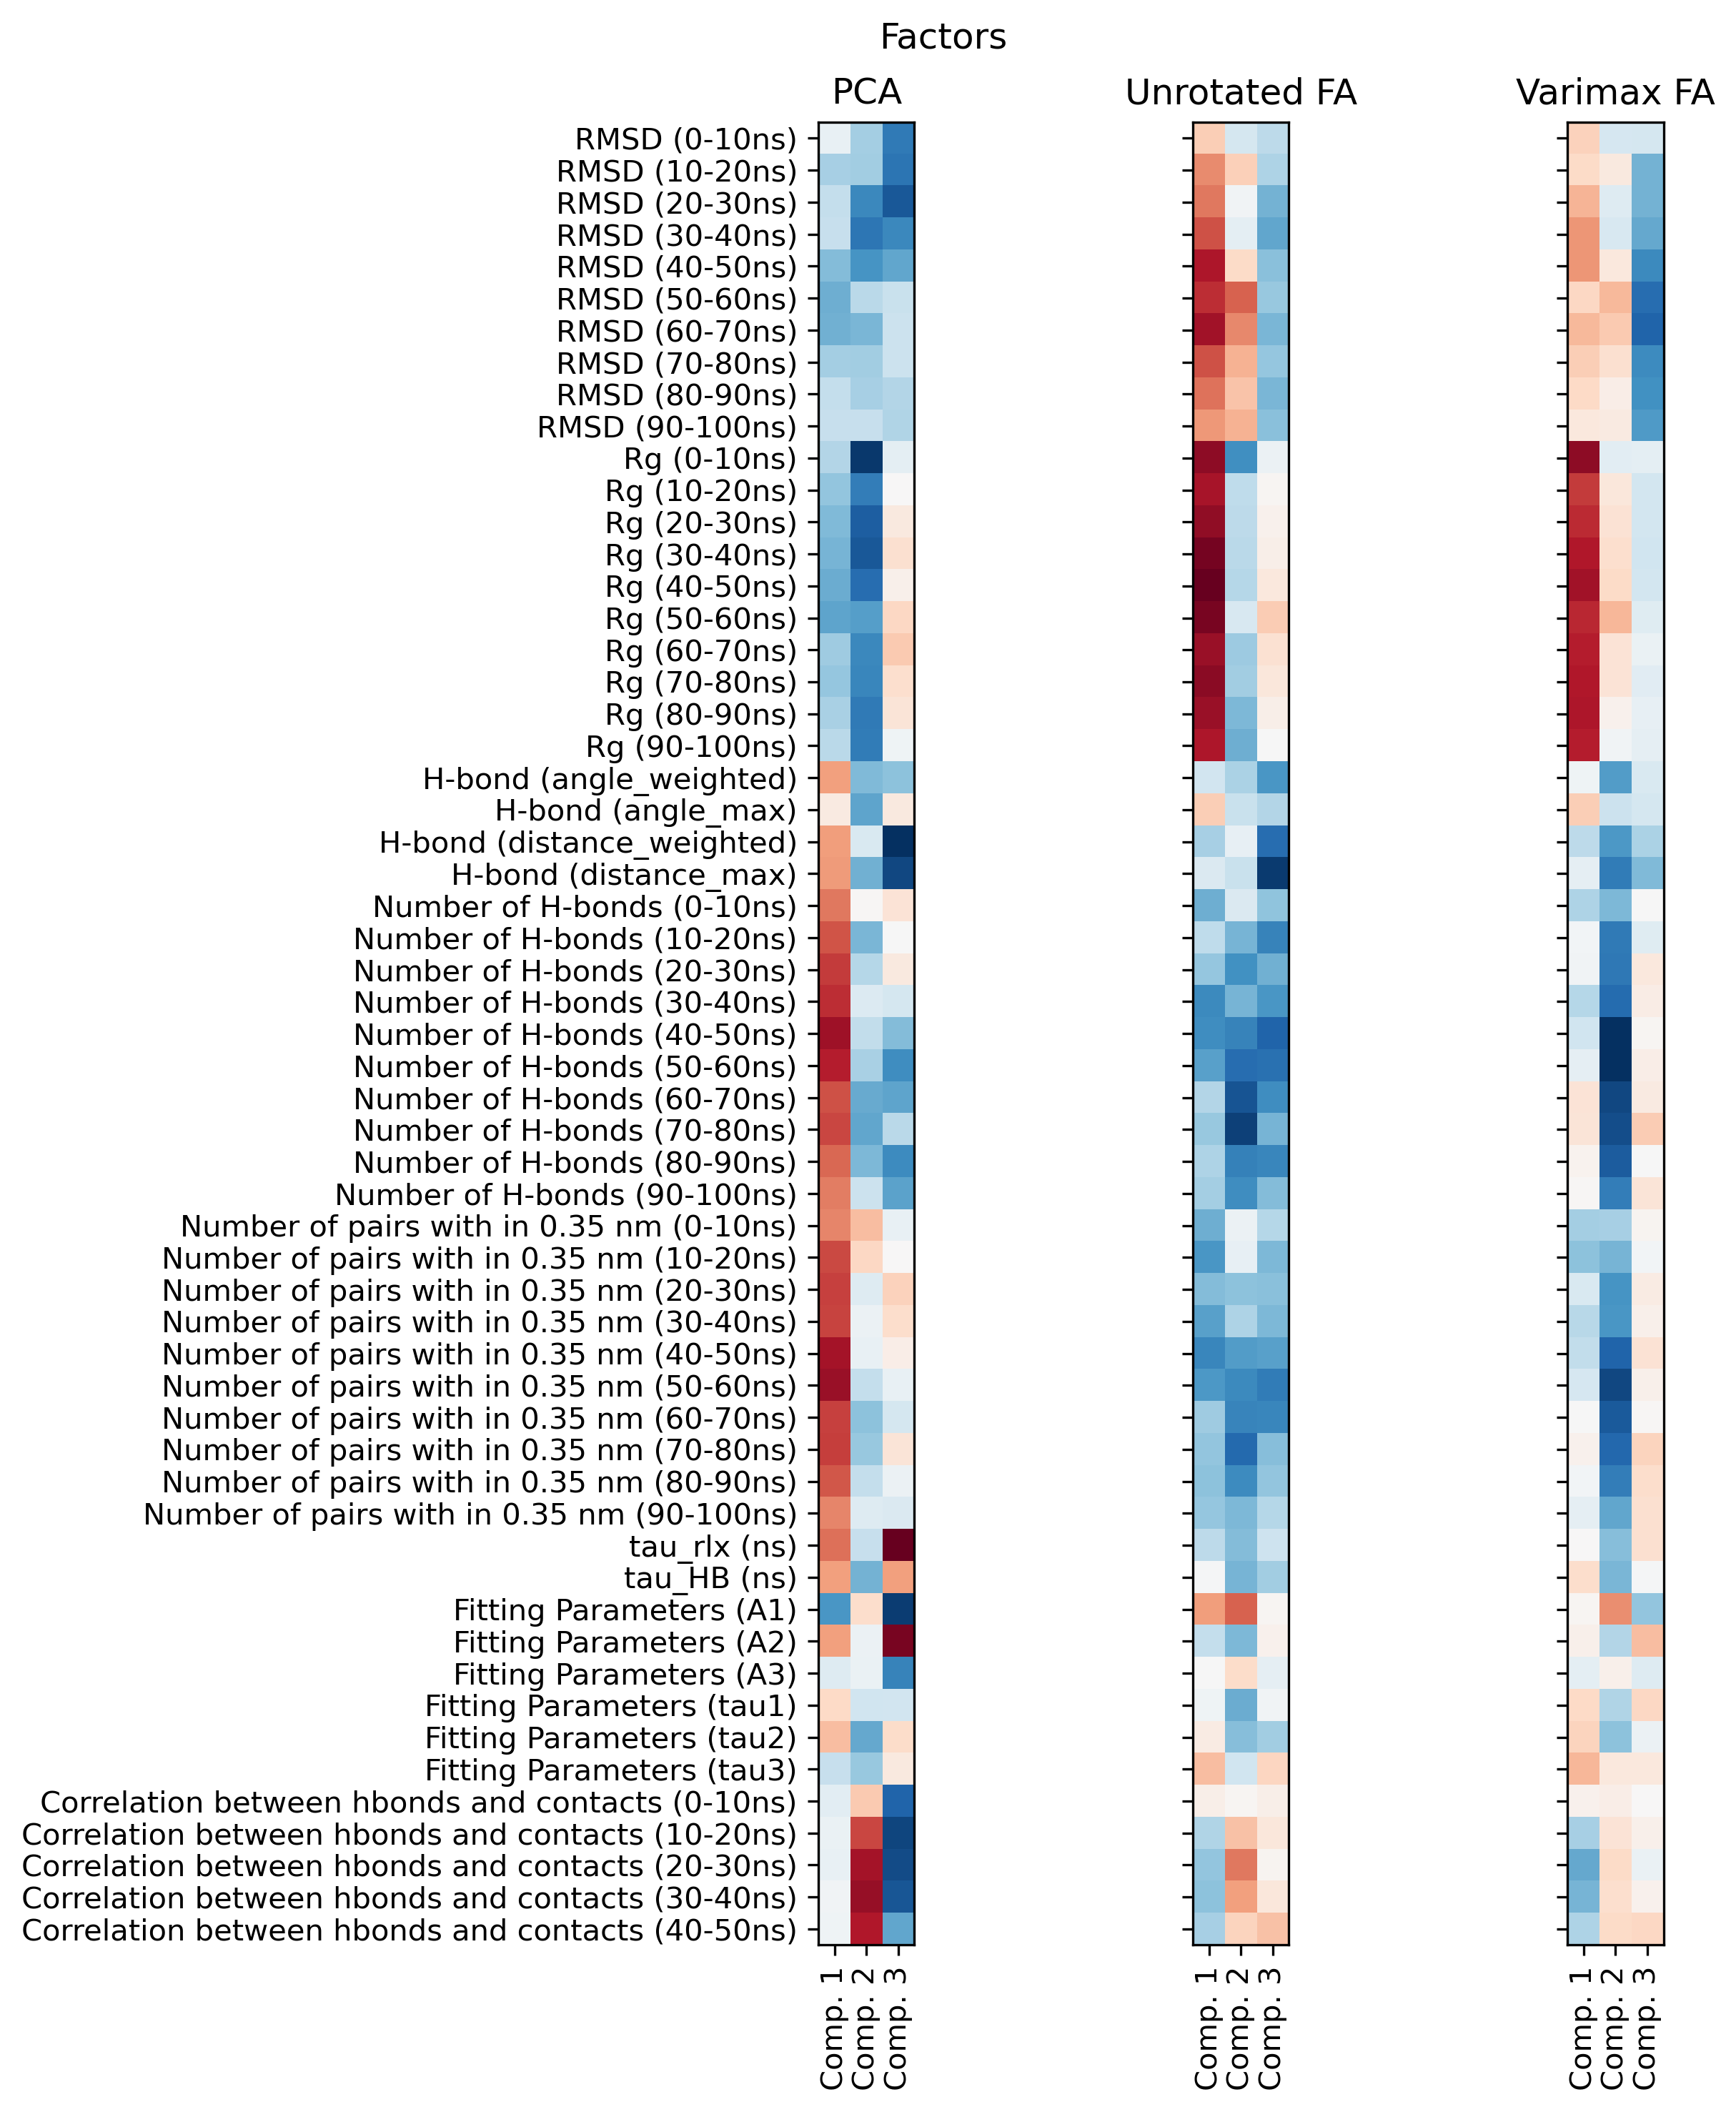 Factors
PCA
Unrotated FA
Varimax FA
RMSD (0-10ns)
RMSD (10-20ns)
RMSD (20-30ns)
RMSD (30-40ns)
RMSD (40-50ns)
RMSD (50-60ns)
RMSD (60-70ns)
RMSD (70-80ns)
RMSD (80-90ns)
RMSD (90-100ns)
Rg (0-10ns)
Rg (10-20ns)
Rg (20-30ns)
Rg (30-40ns)
Rg (40-50ns)
Rg (50-60ns)
Rg (60-70ns)
Rg (70-80ns)
Rg (80-90ns)
Rg (90-100ns)
H-bond (angle_weighted)
H-bond (angle_max)
H-bond (distance_weighted)
H-bond (distance_max)
Number of H-bonds (0-10ns)
Number of H-bonds (10-20ns)
Number of H-bonds (20-30ns)
Number of H-bonds (30-40ns)
Number of H-bonds (40-50ns)
Number of H-bonds (50-60ns)
Number of H-bonds (60-70ns)
Number of H-bonds (70-80ns)
Number of H-bonds (80-90ns)
Number of H-bonds (90-100ns)
Number of pairs with in 0.35 nm (0-10ns)
Number of pairs with in 0.35 nm (10-20ns)
Number of pairs with in 0.35 nm (20-30ns)
Number of pairs with in 0.35 nm (30-40ns)
Number of pairs with in 0.35 nm (40-50ns)
Number of pairs with in 0.35 nm (50-60ns)
Number of pairs with in 0.35 nm (60-70ns)
Number of pairs with in 0.35 nm (70-80ns)
Number of pairs with in 0.35 nm (80-90ns)
Number of pairs with in 0.35 nm (90-100ns)
tau_rlx (ns)
tau_HB (ns)
Fitting Parameters (A1)
Fitting Parameters (A2)
Fitting Parameters (A3)
Fitting Parameters (tau1)
Fitting Parameters (tau2)
Fitting Parameters (tau3)
Correlation between hbonds and contacts (0-10ns)
Correlation between hbonds and contacts (10-20ns)
Correlation between hbonds and contacts (20-30ns)
Correlation between hbonds and contacts (30-40ns)
Correlation between hbonds and contacts (40-50ns)
Comp. 1
Comp. 2
Comp. 3
Comp. 1
Comp. 2
Comp. 3
Comp. 1
Comp. 2
Comp. 3